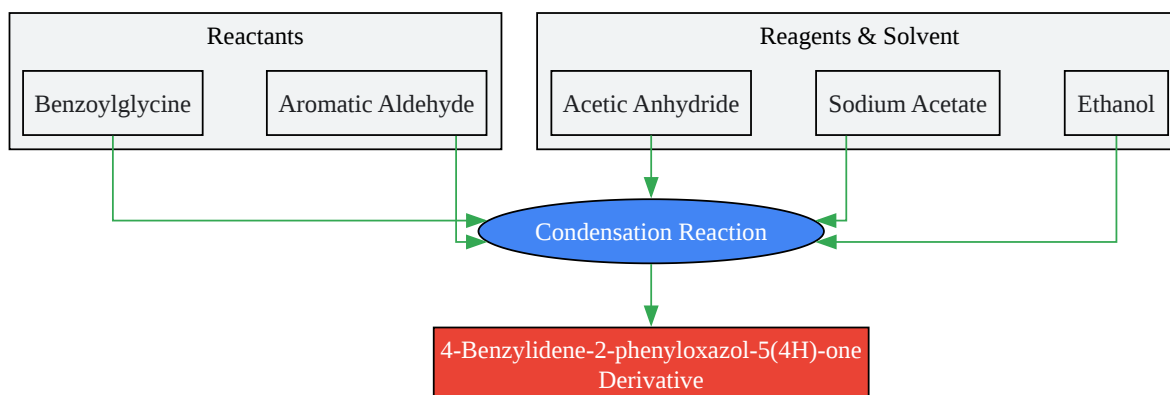 Reactants
Reagents & Solvent
Benzoylglycine
Aromatic Aldehyde
Acetic Anhydride
Sodium Acetate
Ethanol
Condensation Reaction
4-Benzylidene-2-phenyloxazol-5(4H)-one
Derivative